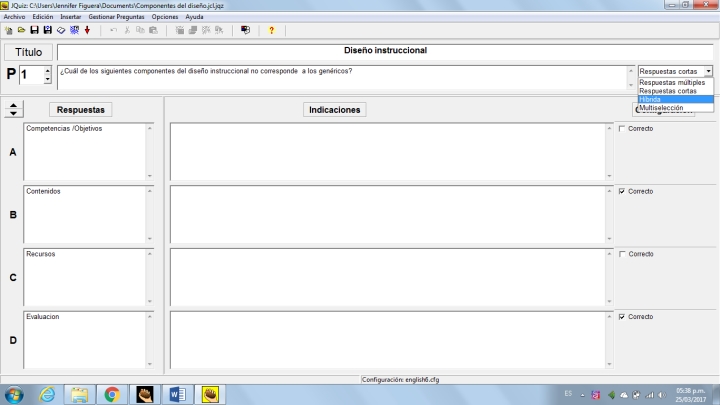 JQuiz: C:\Users\Jennifer Figuera\Documents\Componentes del diseño.jcl.jqz
Archivo Edición Insertar Gestionar Preguntas Opciones Ayuda
Título
Diseño instruccional
P 1
¿Cuál de los siguientes componentes del diseño instruccional no corresponde a los genéricos?
Respuestas cortas
Respuestas múltiples
Respuestas cortas
Híbrida
Multiselección
Respuestas
Indicaciones
A
Competencias /Objetivos
Correcto
B
Contenidos
Correcto
C
Recursos
Correcto
D
Evaluacion
Correcto
Configuración: english6.cfg
ES
05:38 p.m.
25/03/2017